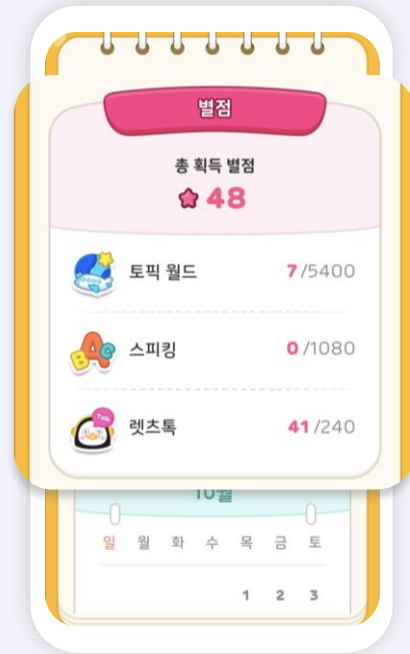 별점
총 획득 별점
48
토픽 월드 7/5400
스피킹 0/1080
Talk
렛츠톡 41/240
10월
일 월 화 수 목 금 토
1 2 3